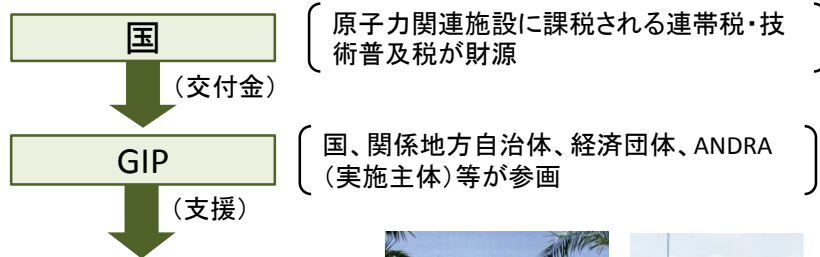 国
原子力関連施設に課税される連帯税・技
術普及税が財源
（交付金）
GIP
国、関係地方自治体、経済団体、ANDRA
（実施主体）等が参画
（支援）